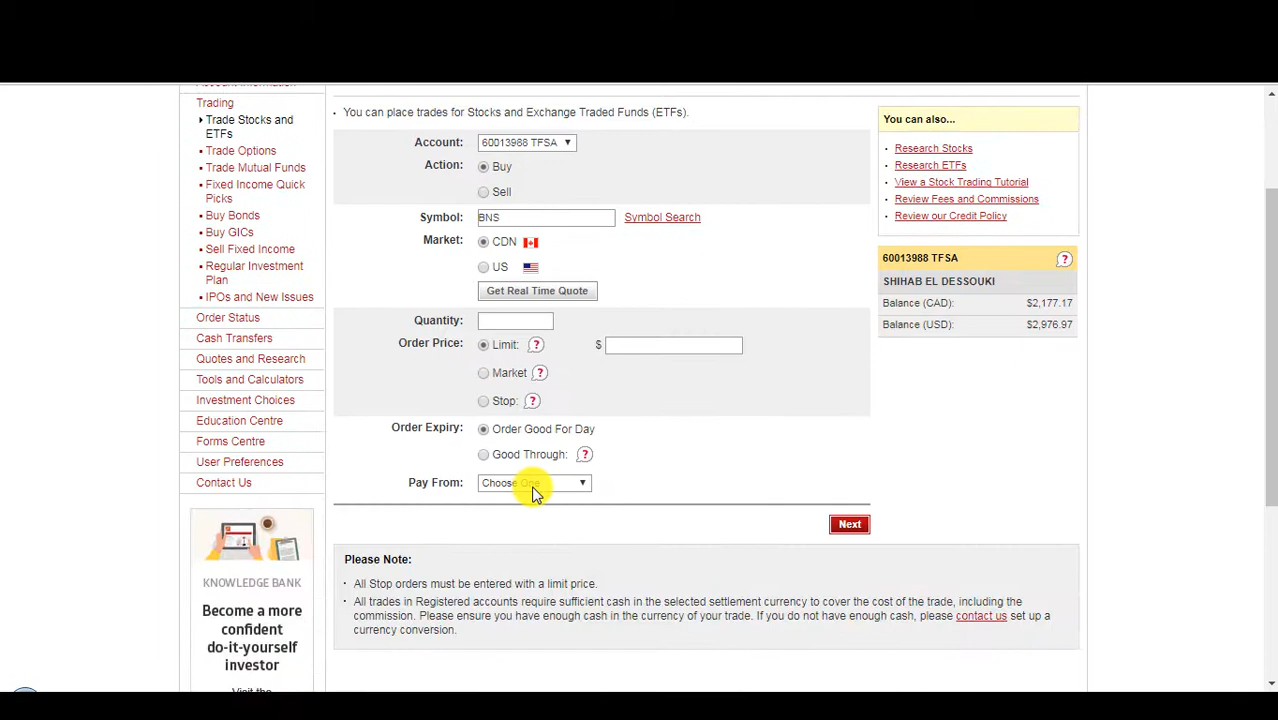 Trading
Trade Stocks and
ETFs
Trade Options
Trade Mutual Funds
Fixed Income Quick
Picks
Buy Bonds
Buy GICs
Sell Fixed Income
Regular Investment
Plan
IPOs and New Issues
Order Status
Cash Transfers
Quotes and Research
Tools and Calculators
Investment Choices
Education Centre
Forms Centre
User Preferences
Contact Us
KNOWLEDGE BANK
Become a more
confident
do-it-yourself
investor
Visit the
You can place trades for Stocks and Exchange Traded Funds (ETFs).
Account: 60013988 TFSA
Action: Buy
Sell
Symbol: BNS Symbol Search
Market: CDN
US
Get Real Time Quote
Quantity:
Order Price: Limit: ? $
Market ?
Stop: ?
Order Expiry: Order Good For Day
Good Through: ?
Pay From: Choose One
Next
Please Note:
All Stop orders must be entered with a limit price.
All trades in Registered accounts require sufficient cash in the selected settlement currency to cover the cost of the trade, including the
commission. Please ensure you have enough cash in the currency of your trade. If you do not have enough cash, please contact us set up a
currency conversion.
You can also...
Research Stocks
Research ETFs
View a Stock Trading Tutorial
Review Fees and Commissions
Review our Credit Policy
60013988 TFSA ?
SHIHAB EL DESSOUKI
Balance (CAD): $2,177.17
Balance (USD): $2,976.97